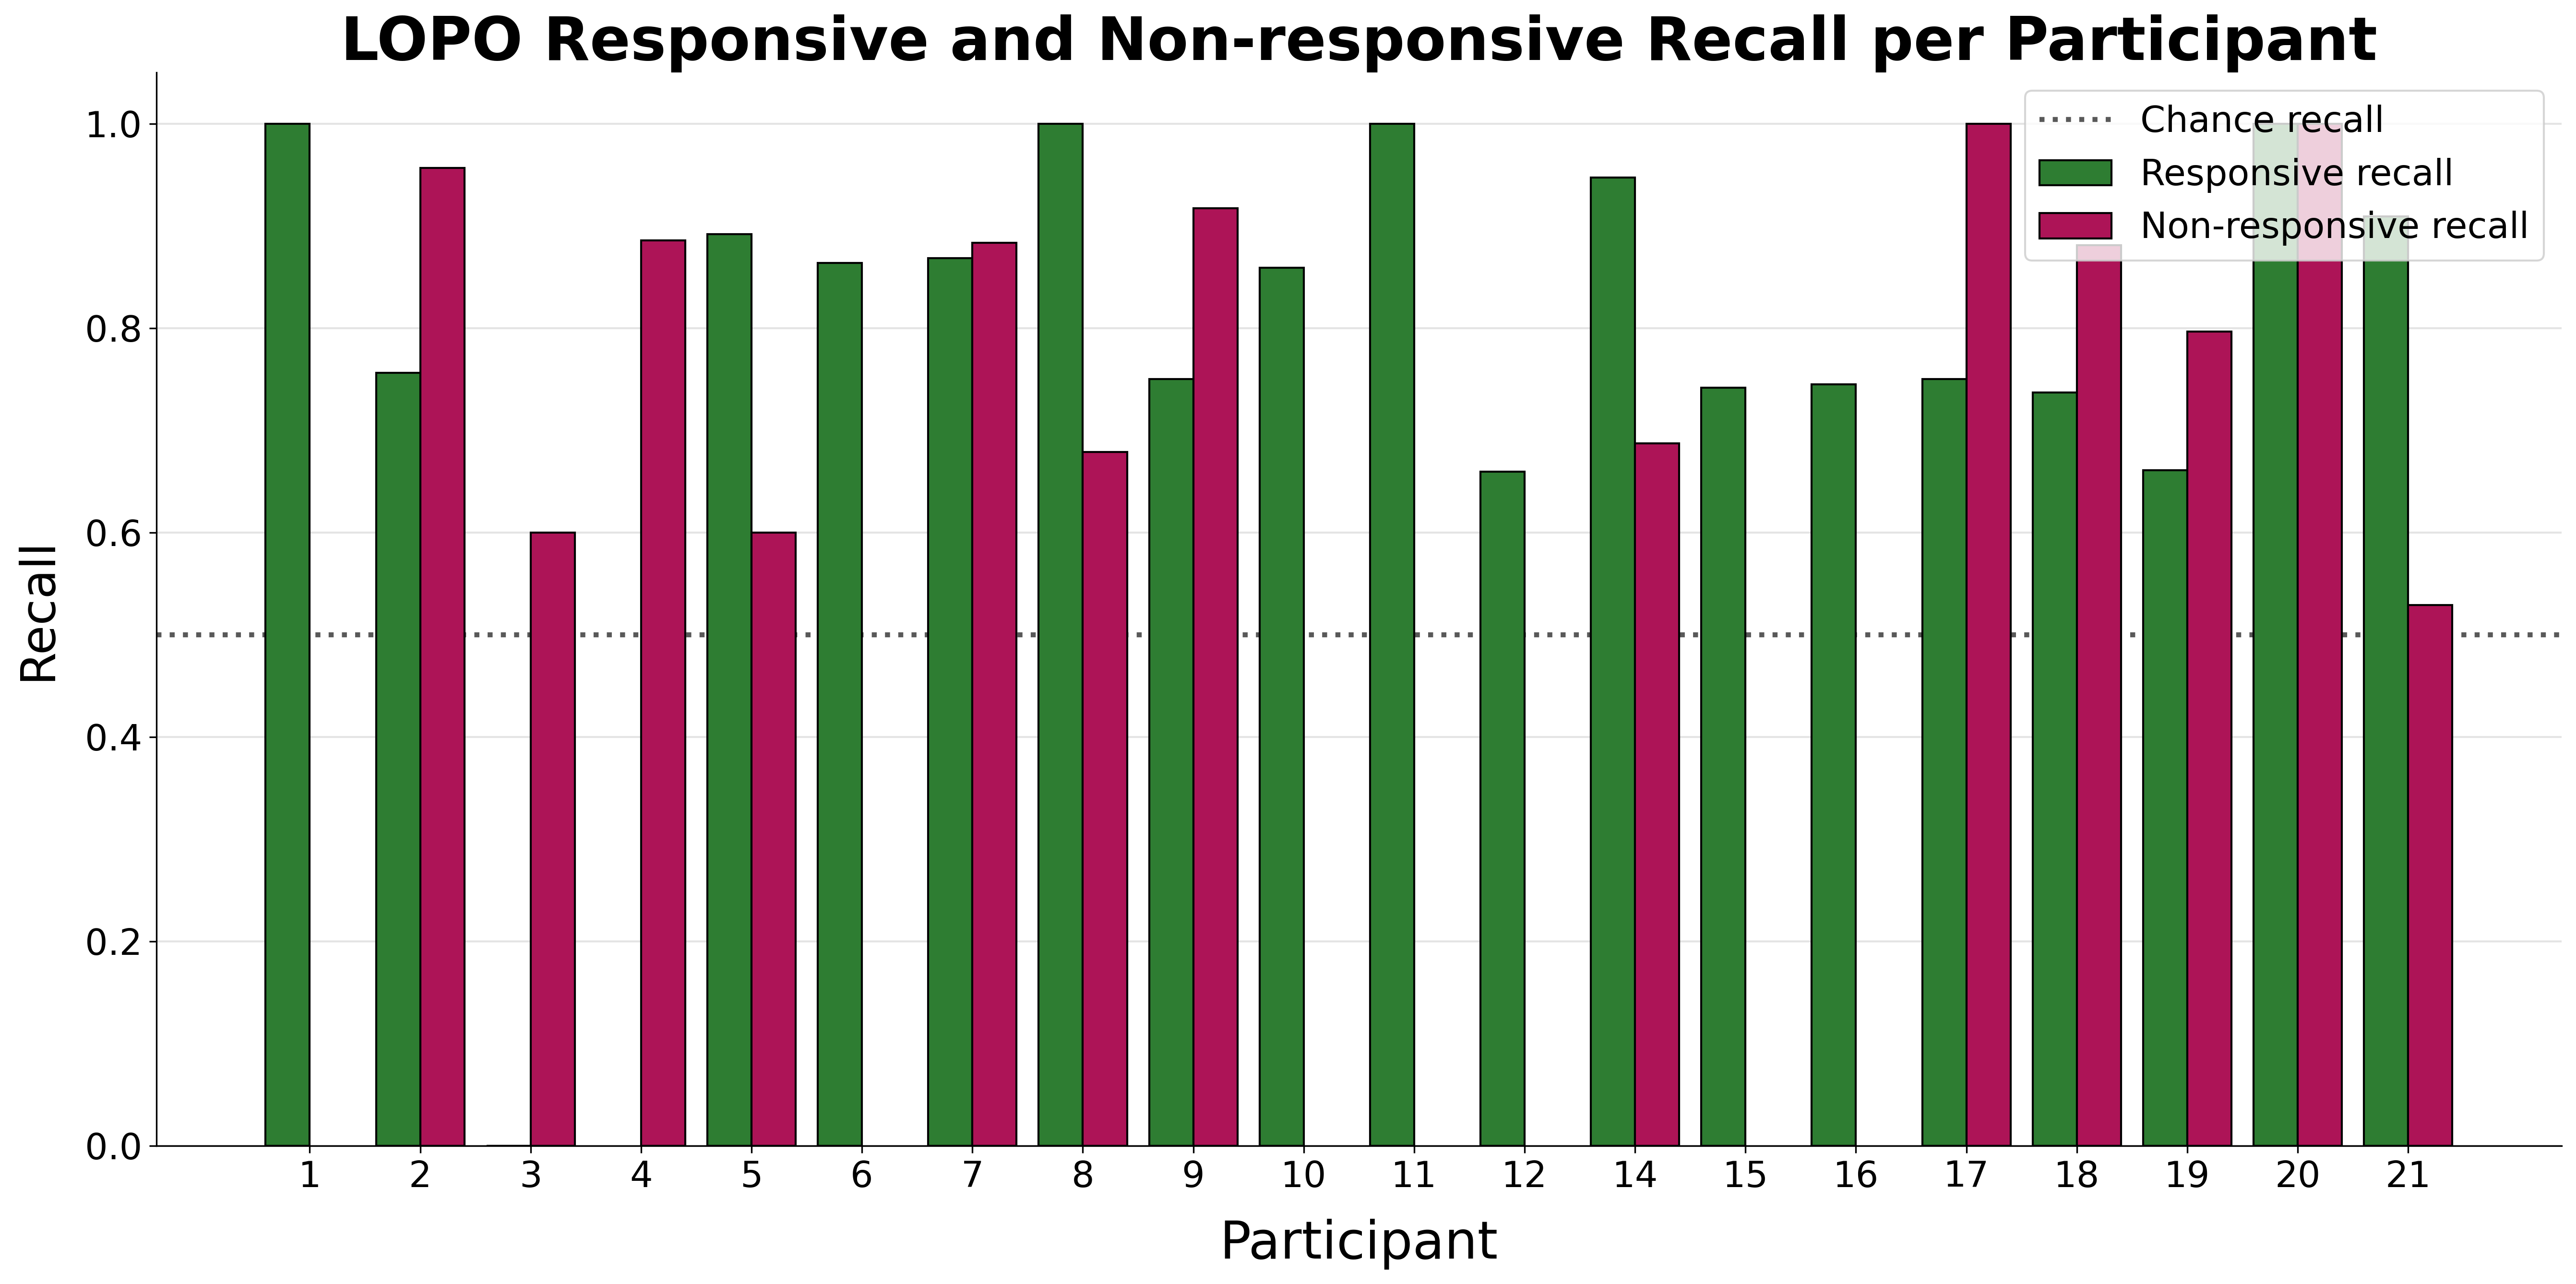 LOPO Responsive and Non-responsive Recall per Participant
Chance recall
Responsive recall
Non-responsive recall
1.0
0.8
0.6
0.4
0.2
0.0
Recall
1 2 3 4 5 6 7 8 9 10 11 12 14 15 16 17 18 19 20 21
Participant